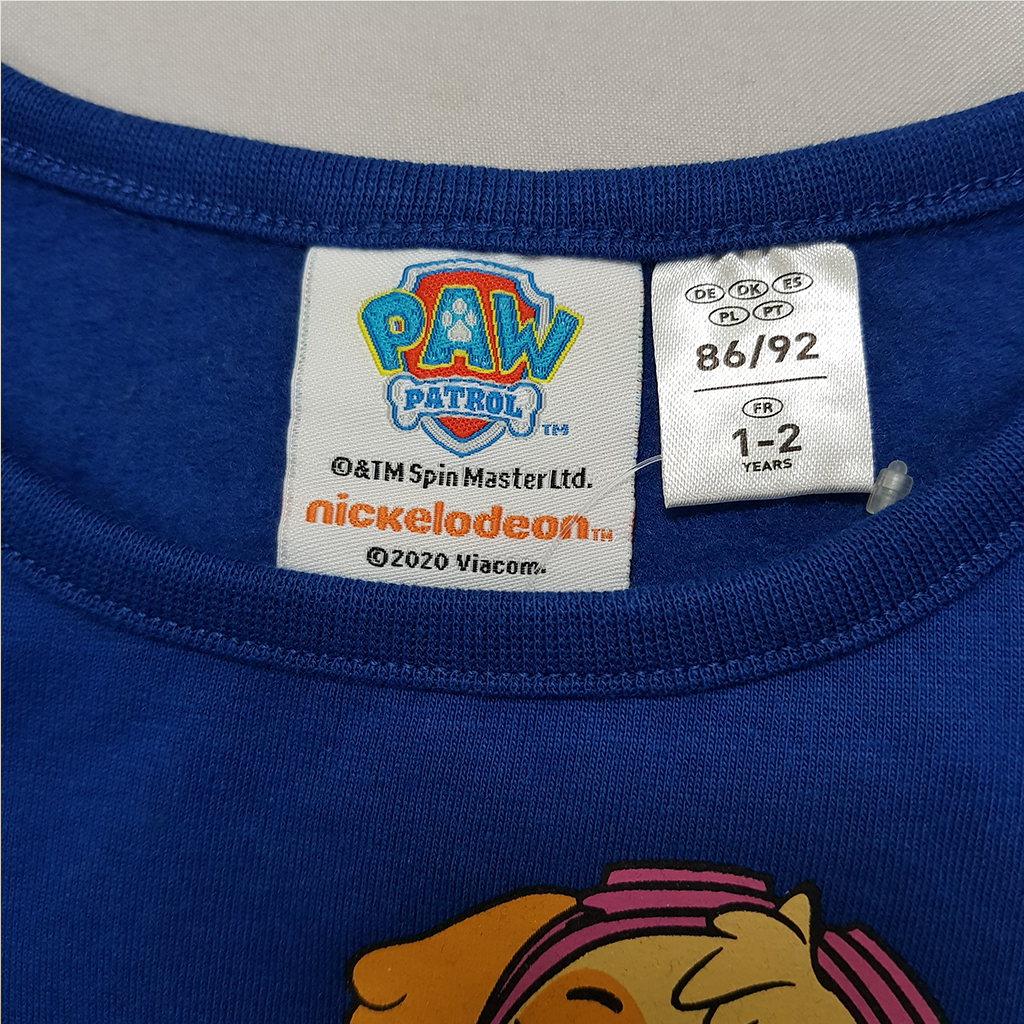 PAW
PATROL TM
©&TM Spin Master Ltd.
nickelodeon TM
©2020 Viacom.
DE DK ES
PL PT
86/92
FR
1-2
YEARS